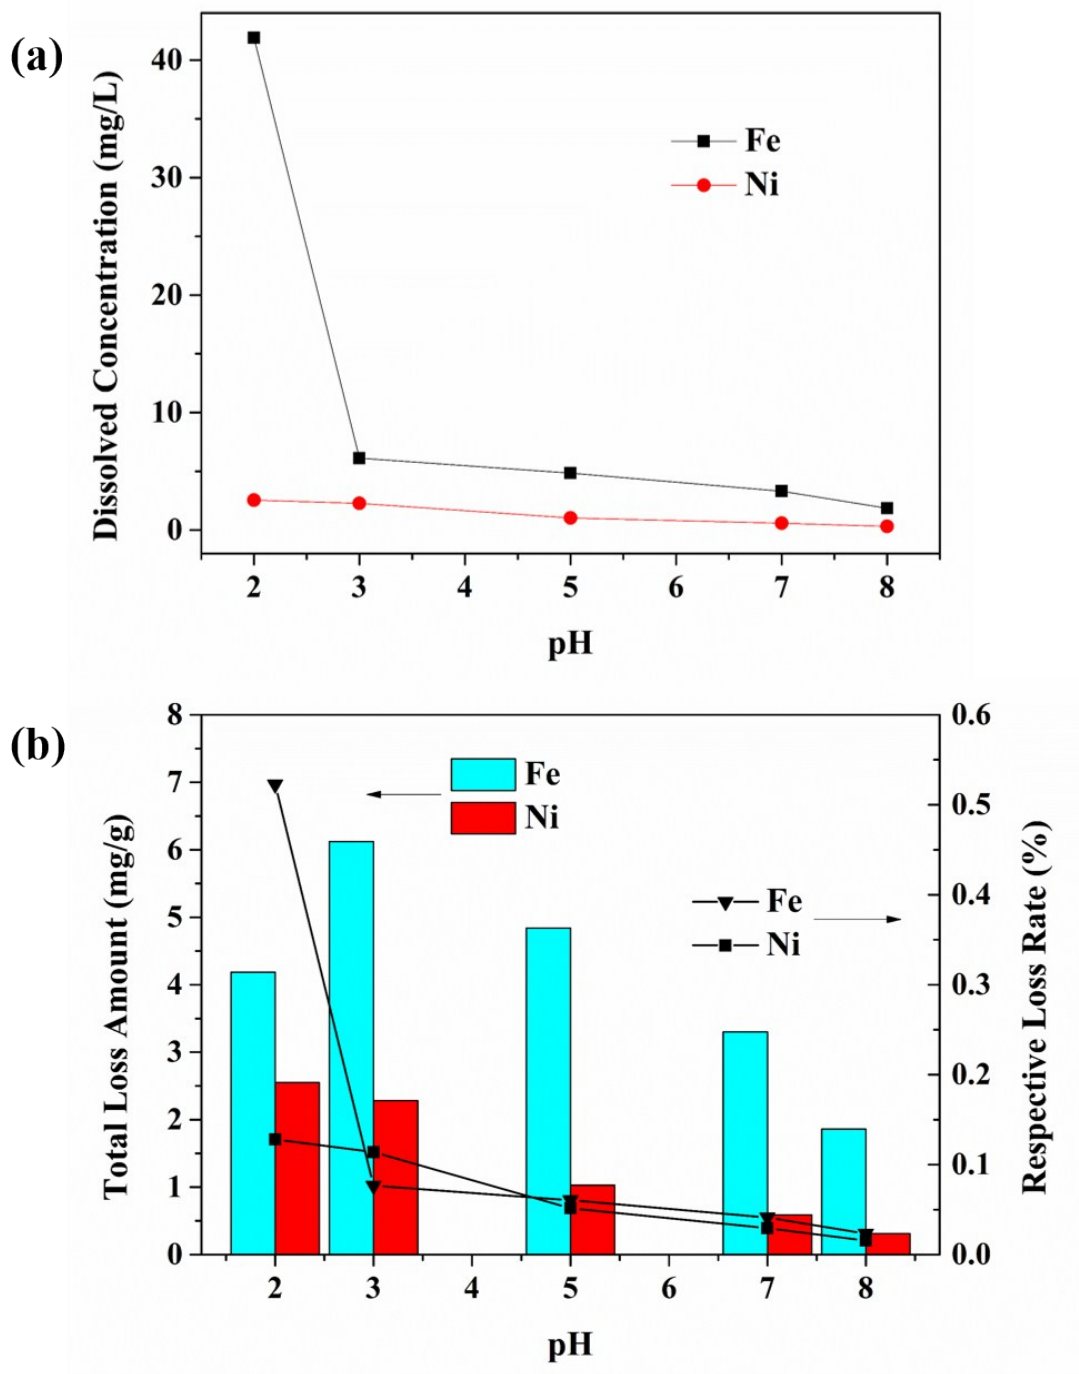 (a)
Dissolved Concentration (mg/L)
40
30
20
10
0
Fe
Ni
2 3 4 5 6 7 8
pH
(b)
Total Loss Amount (mg/g)
8
7
6
5
4
3
2
1
0
Fe
Ni
Fe
Ni
0.6
0.5
0.4
0.3
0.2
0.1
0.0
Respective Loss Rate (%)
2 3 4 5 6 7 8
pH